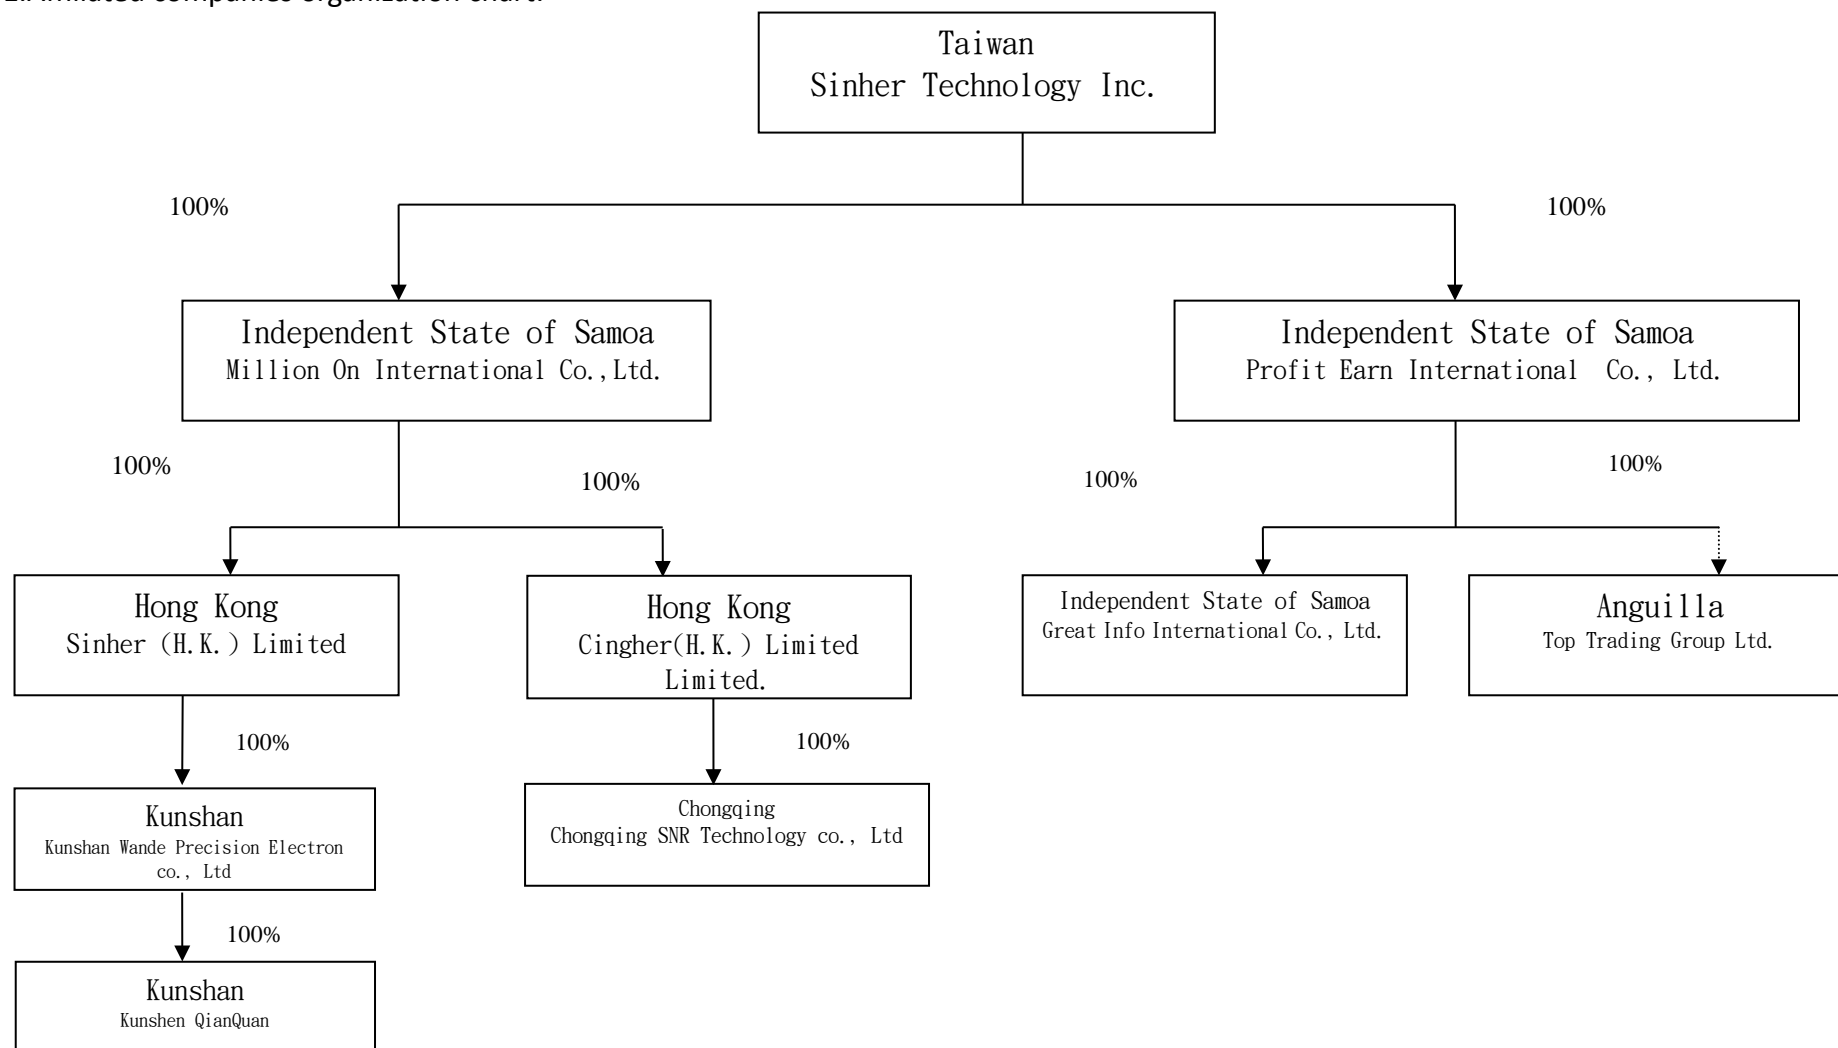 Taiwan
Sinher Technology Inc.
100%
100%
Independent State of Samoa
Million On International Co.,Ltd.
Independent State of Samoa
Profit Earn International Co., Ltd.
100%
100%
100%
100%
Hong Kong
Sinher (H.K.) Limited
Hong Kong
Cingher(H.K.) Limited
Limited.
Independent State of Samoa
Great Info International Co., Ltd.
Anguilla
Top Trading Group Ltd.
100%
100%
Kunshan
Kunshan Wande Precision Electron
co., Ltd
Chongqing
Chongqing SNR Technology co., Ltd
100%
Kunshan
Kunshen QianQuan